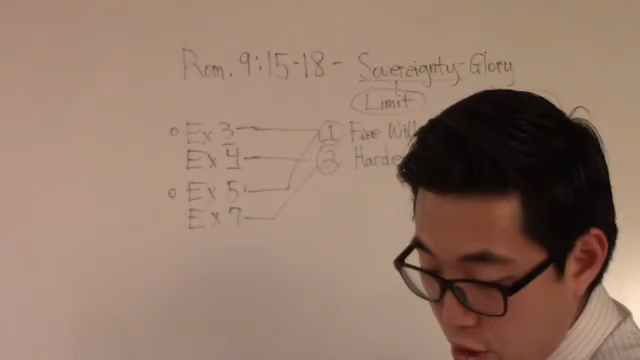 Rom. 9:15-18 - Sovereignty-Glory
Limit
Ex 3 ① Free Will
Ex 4 ②
Ex 5
Ex 7